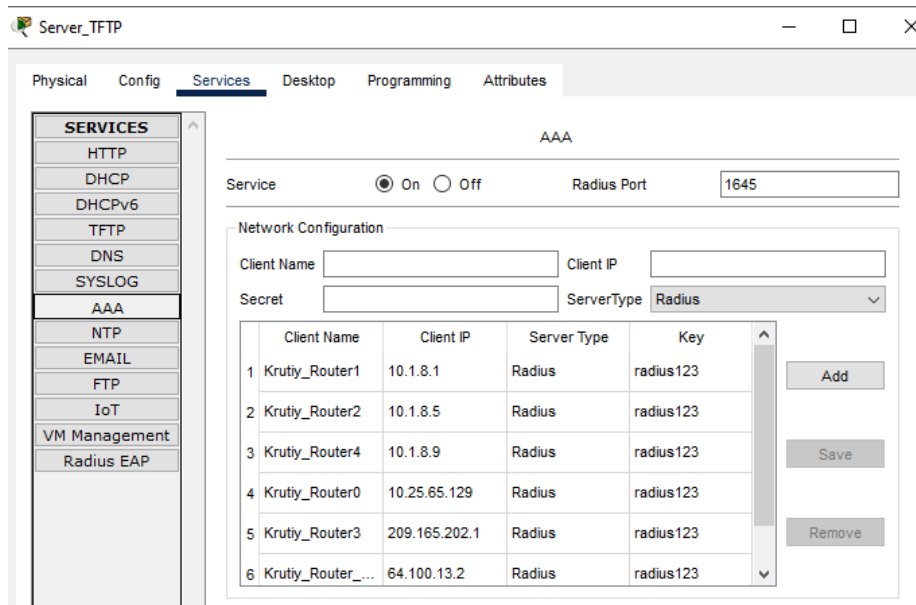 Server_TFTP
Physical Config Services Desktop Programming Attributes
SERVICES
HTTP
DHCP
DHCPv6
TFTP
DNS
SYSLOG
AAA
NTP
EMAIL
FTP
IoT
VM Management
Radius EAP
AAA
Service On Off Radius Port 1645
Network Configuration
Client Name Client IP
Secret ServerType Radius
Client Name Client IP Server Type Key
1 Krutiy_Router1 10.1.8.1 Radius radius123
2 Krutiy_Router2 10.1.8.5 Radius radius123
3 Krutiy_Router4 10.1.8.9 Radius radius123
4 Krutiy_Router0 10.25.65.129 Radius radius123
5 Krutiy_Router3 209.165.202.1 Radius radius123
6 Krutiy_Router_... 64.100.13.2 Radius radius123
Add
Save
Remove